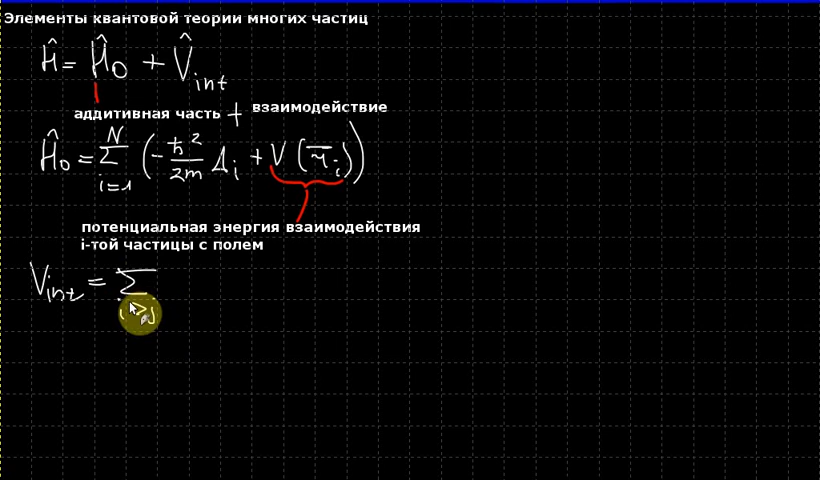 Элементы квантовой теории многих частиц
Ĥ = Ĥ₀ + V̂int
аддитивная часть + взаимодействие
Ĥ₀ = Σ_{i=1}^{N} (-ħ²/2m Δi + V(r̅i))
потенциальная энергия взаимодействия
i-той частицы с полем
Vint = Σ_{i>j}